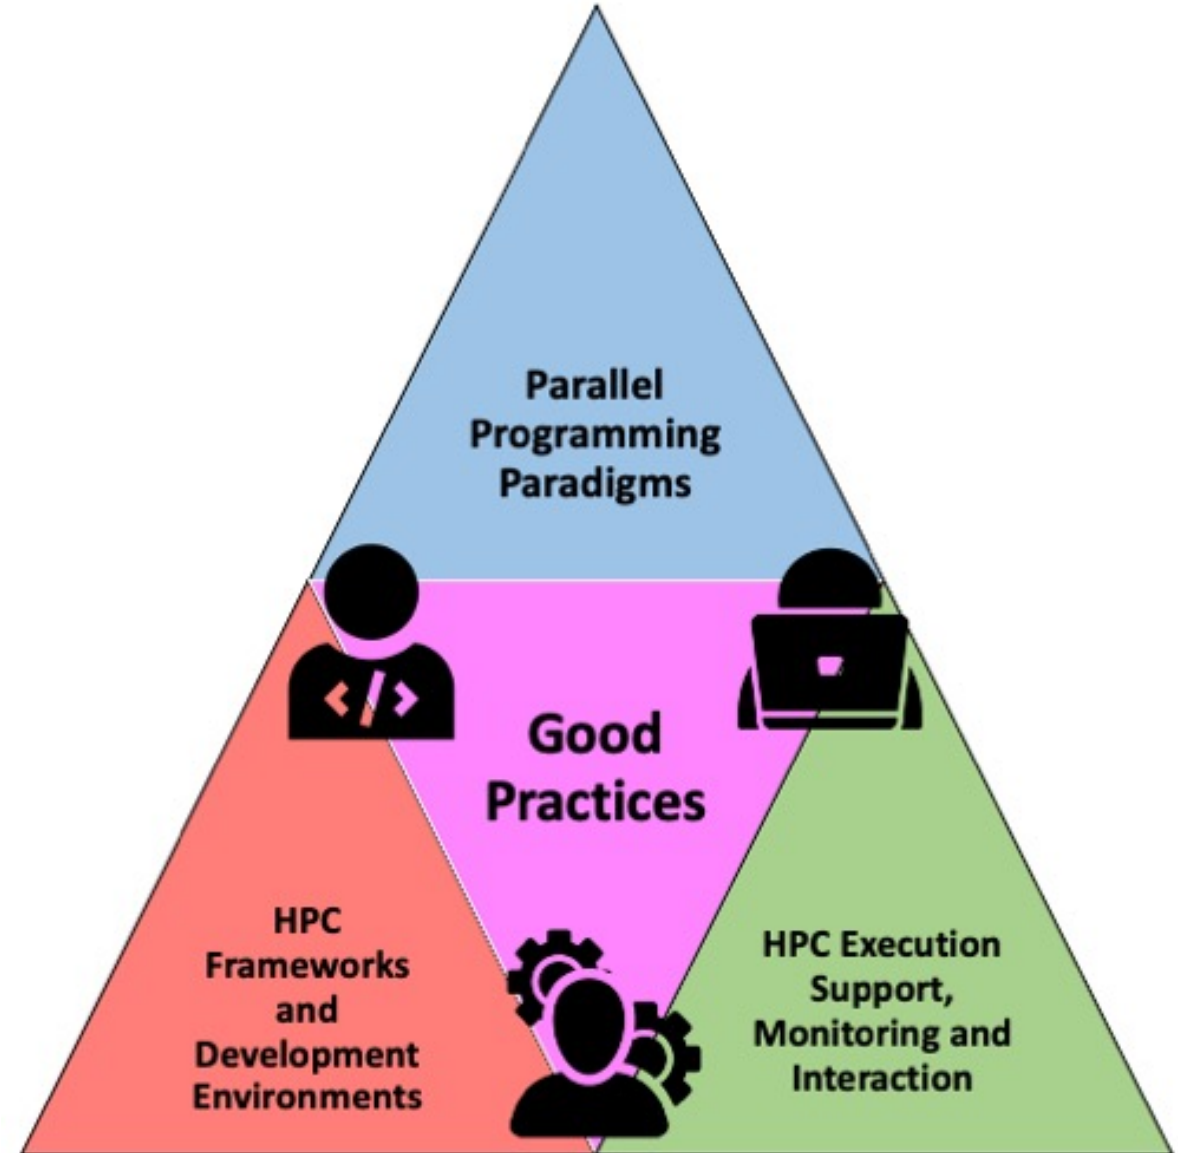 Parallel
Programming
Paradigms
</>
Good
Practices
HPC
Frameworks
and
Development
Environments
HPC Execution
Support,
Monitoring and
Interaction